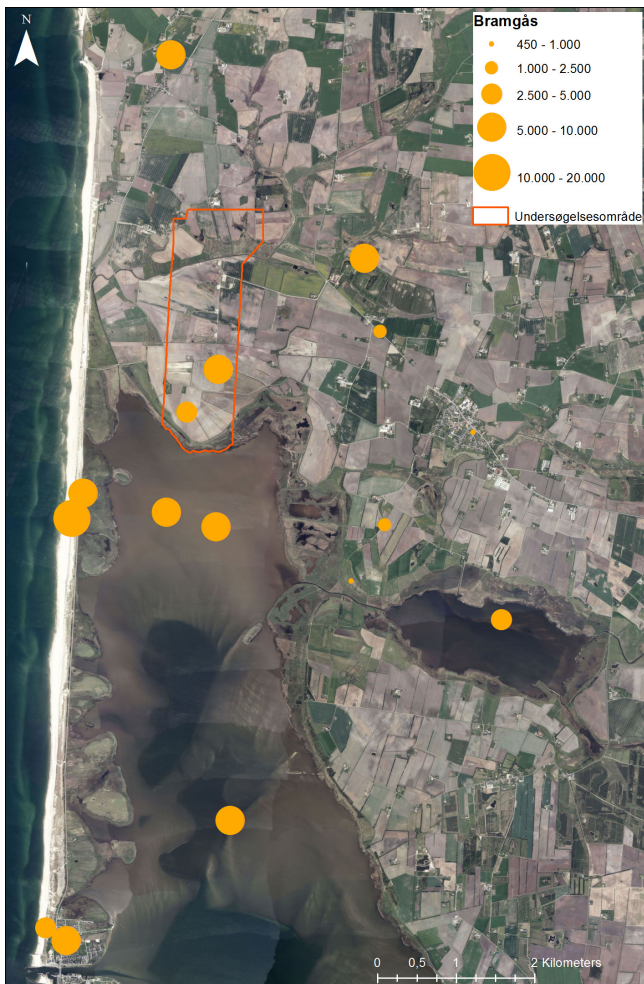 N
Bramgås
450 - 1.000
1.000 - 2.500
2.500 - 5.000
5.000 - 10.000
10.000 - 20.000
Undersøgelsesområde
0 0,5 1 2 Kilometers